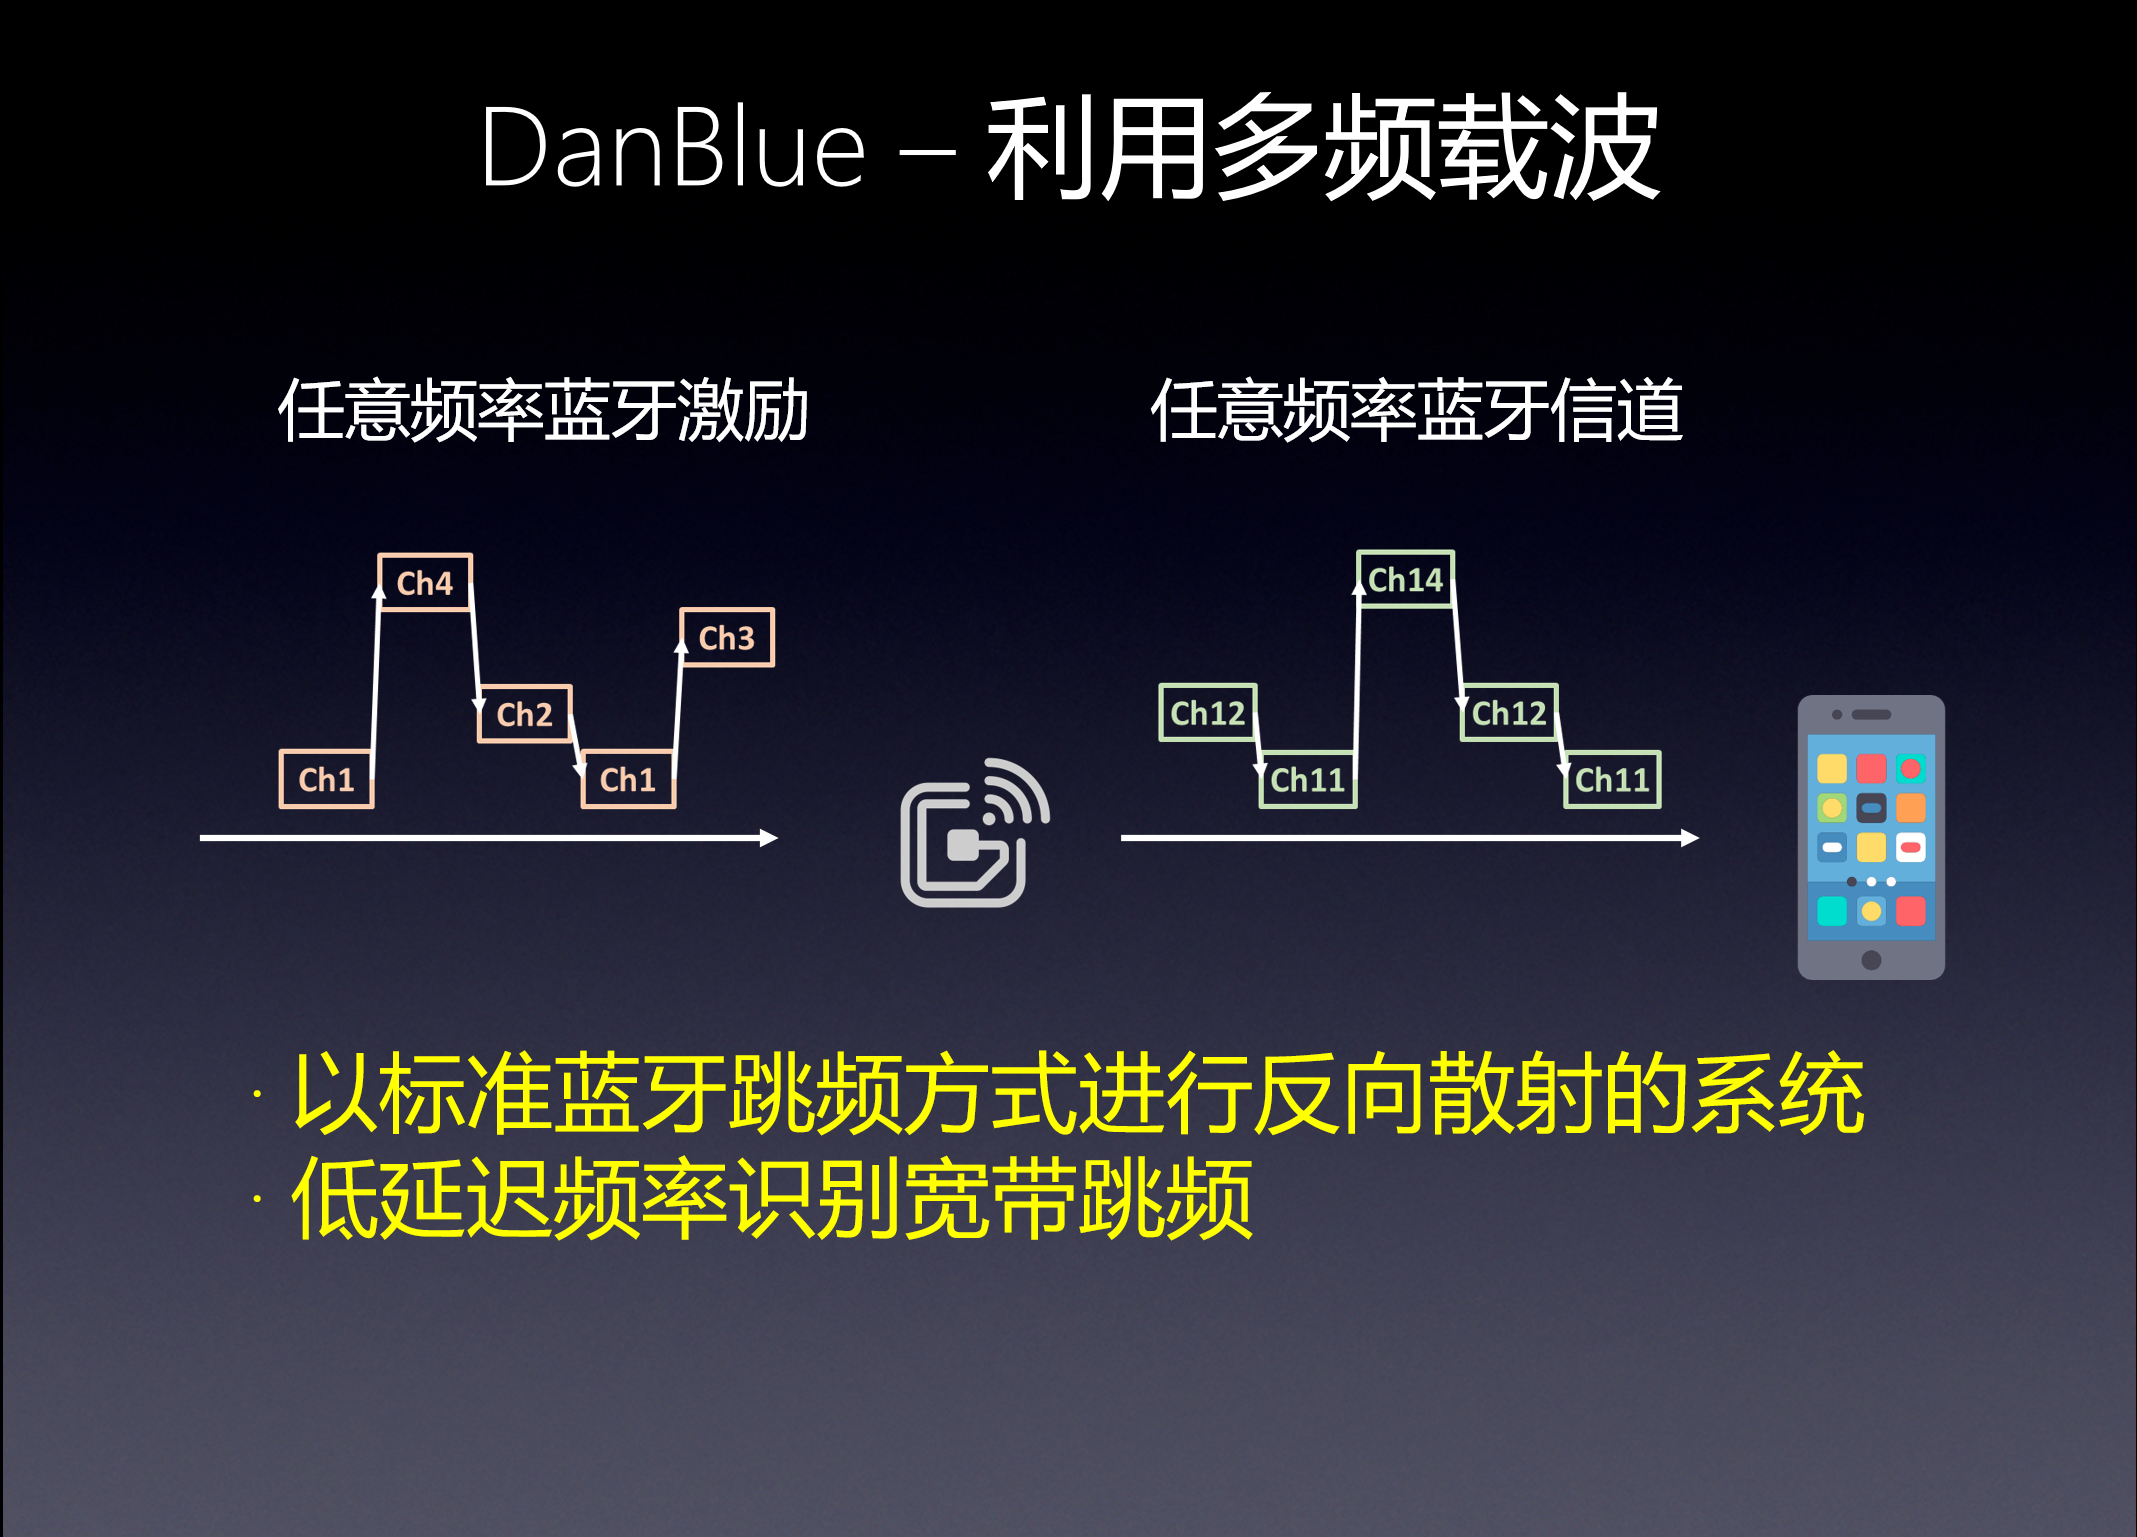 DanBlue – 利用多频载波
任意频率蓝牙激励
任意频率蓝牙信道
Ch1
Ch4
Ch2
Ch1
Ch3
Ch12
Ch11
Ch14
Ch12
Ch11
· 以标准蓝牙跳频方式进行反向散射的系统
· 低延迟频率识别宽带跳频